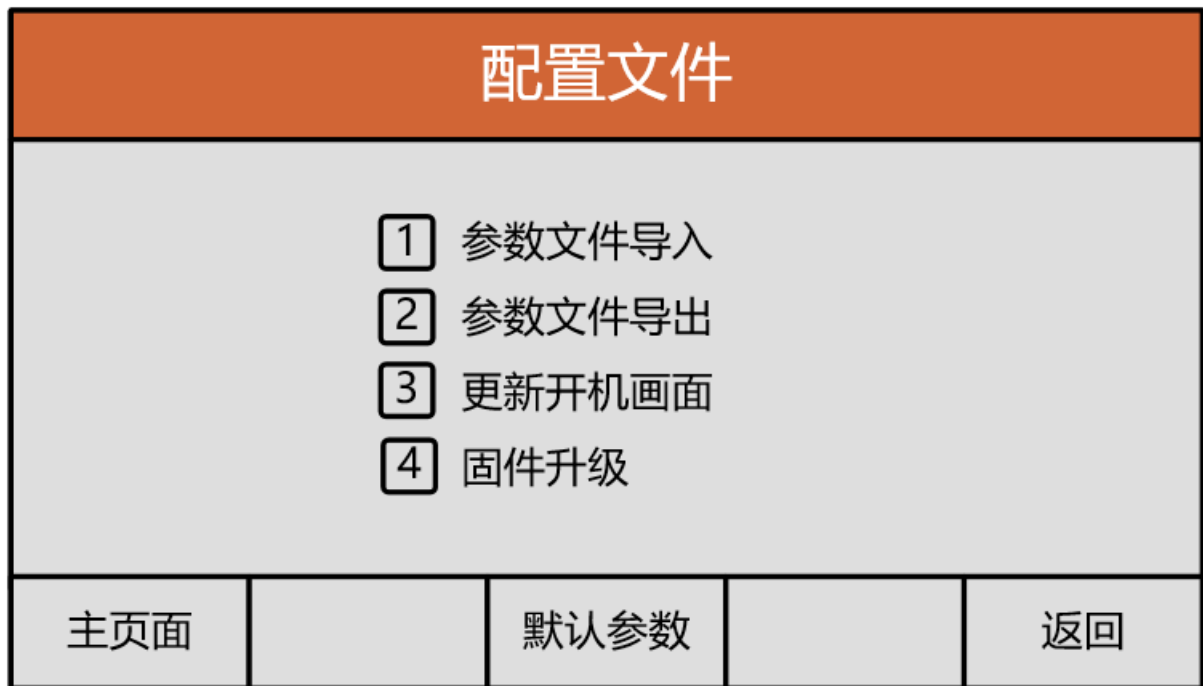 配置文件
1 参数文件导入
2 参数文件导出
3 更新开机画面
4 固件升级
主页面 默认参数 返回